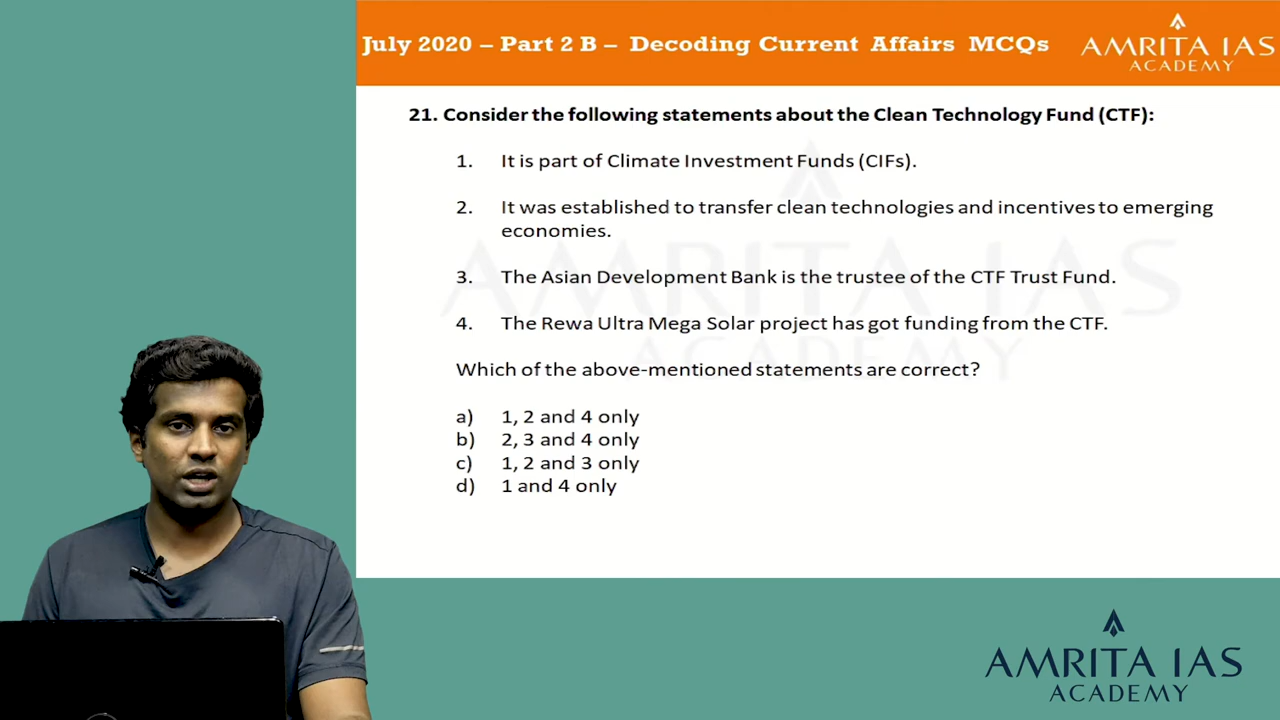 July 2020 – Part 2 B – Decoding Current Affairs MCQs
AMRITA IAS
ACADEMY
21. Consider the following statements about the Clean Technology Fund (CTF):
1. It is part of Climate Investment Funds (CIFs).
2. It was established to transfer clean technologies and incentives to emerging
economies.
3. The Asian Development Bank is the trustee of the CTF Trust Fund.
4. The Rewa Ultra Mega Solar project has got funding from the CTF.
Which of the above-mentioned statements are correct?
a) 1, 2 and 4 only
b) 2, 3 and 4 only
c) 1, 2 and 3 only
d) 1 and 4 only
AMRITA IAS
ACADEMY
AMRITA IAS
ACADEMY